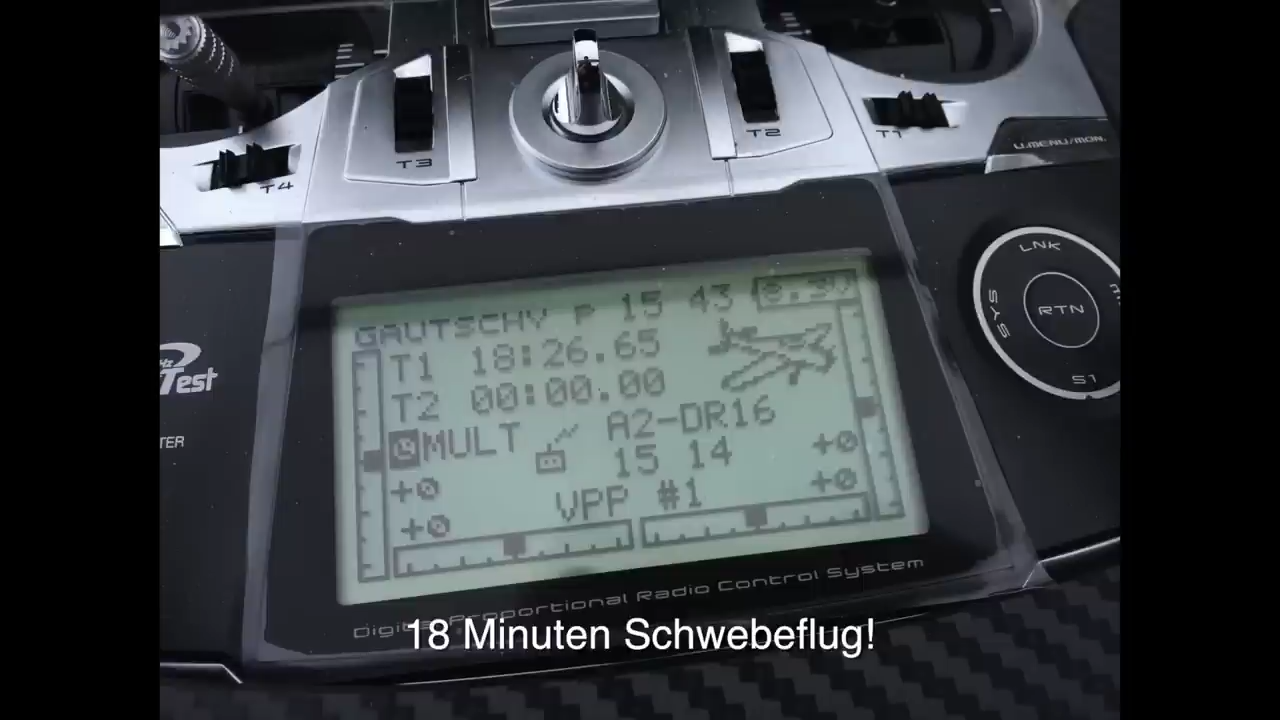 T3
T2
T1
T4
U.MENU/MON.
LNK
SYS
RTN
S1
Test
TER
GAUTSCHY P 15 43 8.3V
T1 18:26.65
T2 00:00.00
MULT
A2-DR16
15 14
+0
+0
+0
+0
VPP #1
Digital Proportional Radio Control System
18 Minuten Schwebeflug!